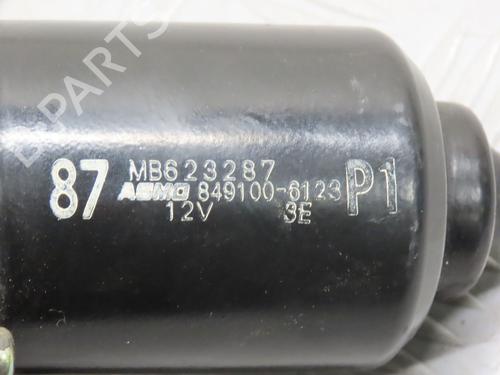 B PARTS
87 MB623287 P1
ASMO 849100-6123
12V 3E